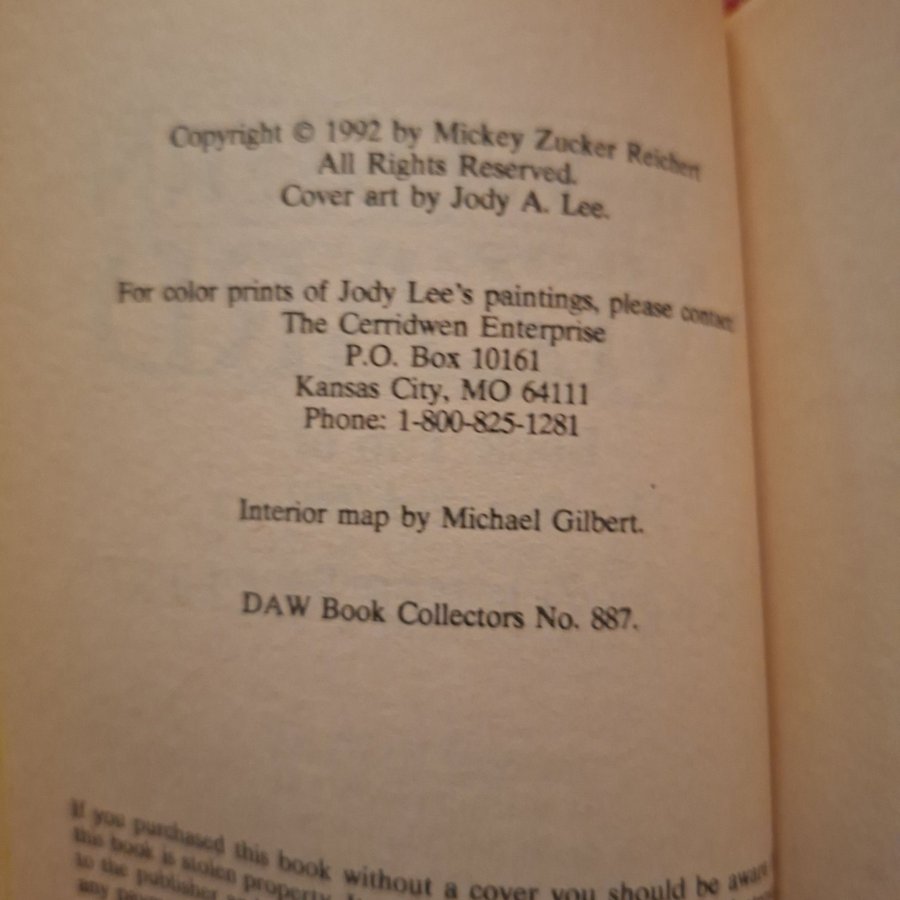 Copyright © 1992 by Mickey Zucker Reichert
All Rights Reserved.
Cover art by Jody A. Lee.
For color prints of Jody Lee's paintings, please contact:
The Cerridwen Enterprise
P.O. Box 10161
Kansas City, MO 64111
Phone: 1-800-825-1281
Interior map by Michael Gilbert.
DAW Book Collectors No. 887.
If you purchased this book without a cover you should be aware
this book is stolen property.
to the publisher
any